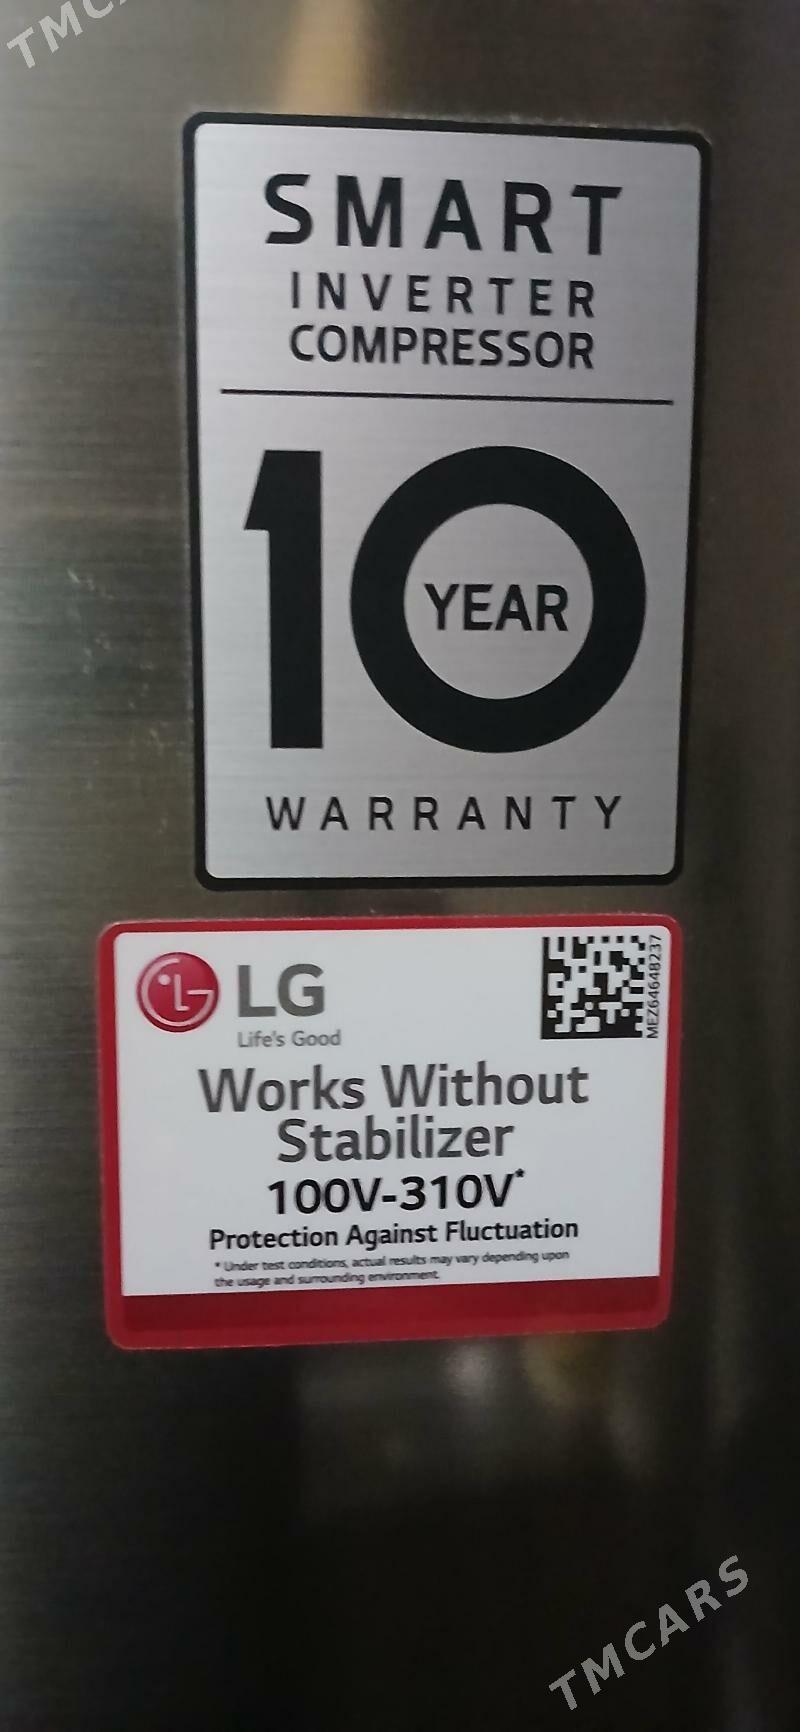 TMCA
SMART
INVERTER
COMPRESSOR
10
YEAR
WARRANTY
LG
Life's Good
MEZ64648237
Works Without
Stabilizer
100V-310V*
Protection Against Fluctuation
* Under test conditions, actual results may vary depending upon
the usage and surrounding environment.
TMCARS